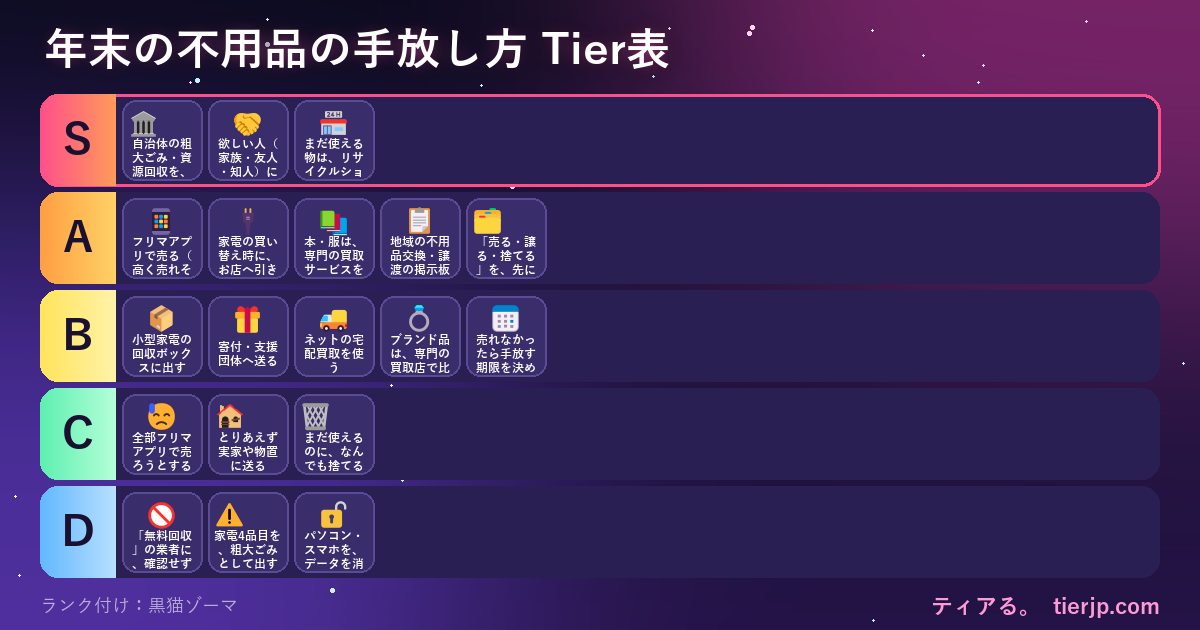 年末の不用品の手放し方 Tier表
S
24H
自治体の粗
大ごみ・資
源回収を、
欲しい人（
家族・友人
・知人）に
まだ使える
物は、リサ
イクルショ
A
フリマアプ
リで売る（
高く売れそ
家電の買い
替え時に、
お店へ引き
本・服は、
専門の買取
サービスを
地域の不用
品交換・譲
渡の掲示板
「売る・譲
る・捨てる
」を、先に
B
小型家電の
回収ボック
スに出す
寄付・支援
団体へ送る
ネットの宅
配買取を使
う
ブランド品
は、専門の
買取店で比
売れなかっ
たら手放す
期限を決め
C
全部フリマ
アプリで売
ろうとする
とりあえず
実家や物置
に送る
まだ使える
のに、なん
でも捨てる
D
「無料回収
」の業者に
、確認せず
家電4品目を
、粗大ごみ
として出す
パソコン・
スマホを、
データを消
ランク付け：黒猫ゾーマ
ティアる。 tierjp.com